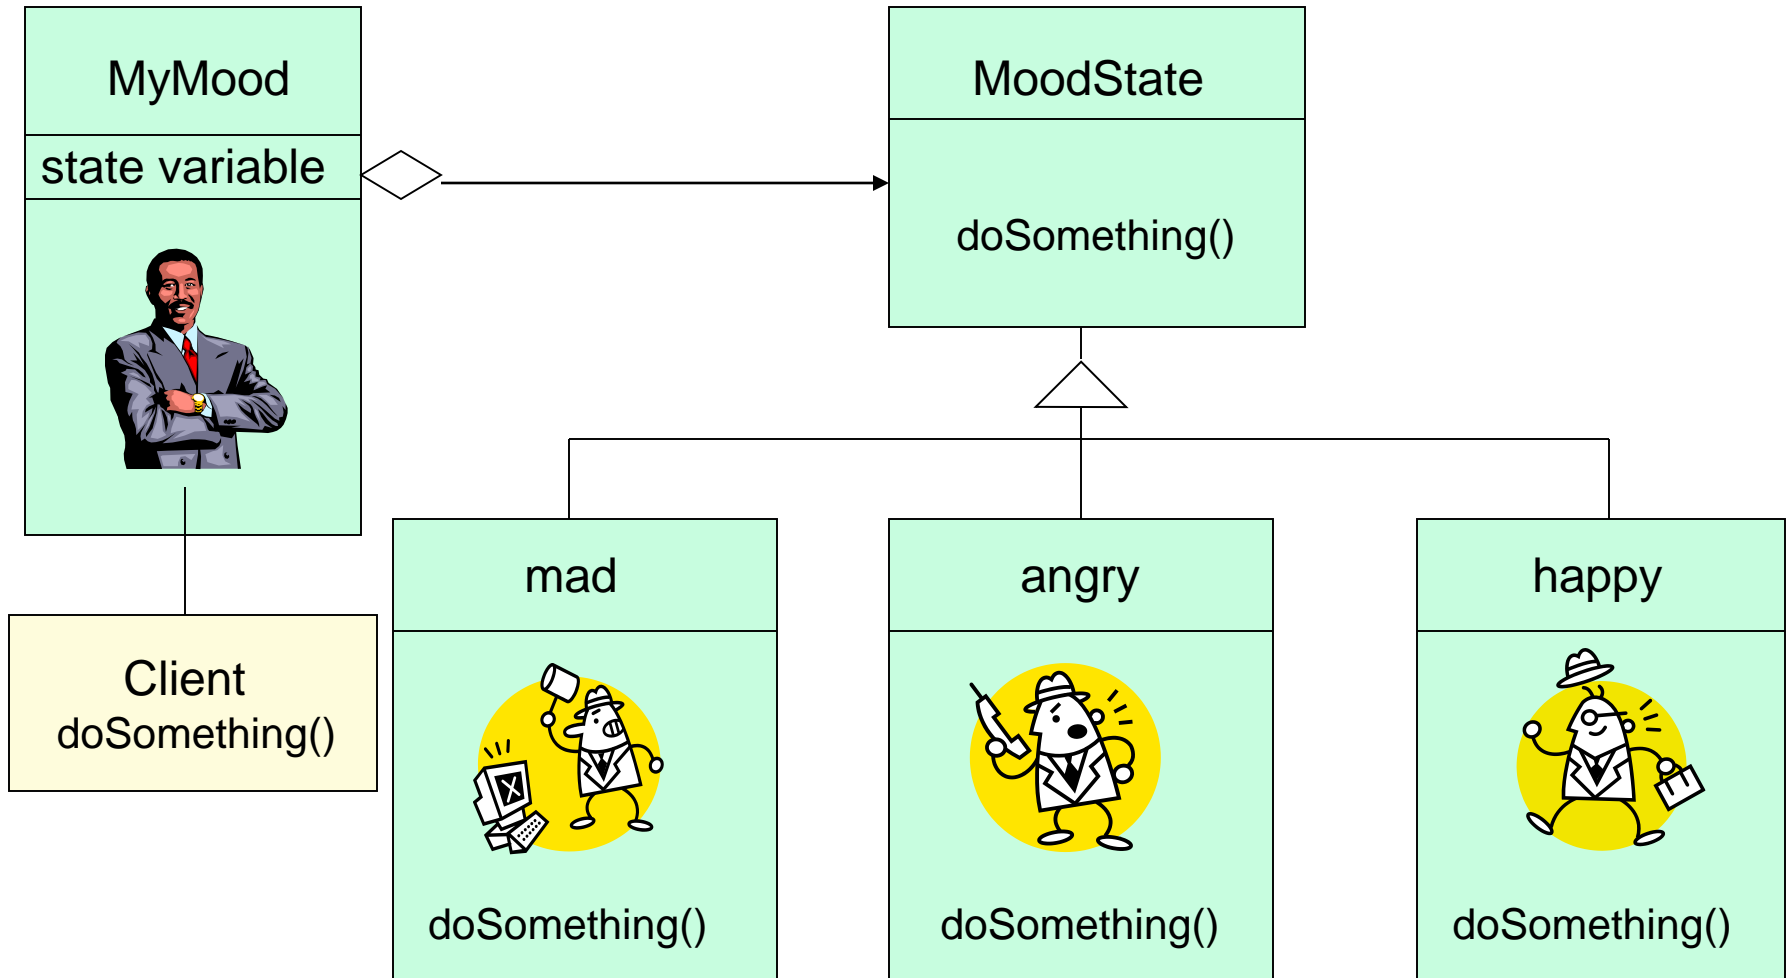 MyMood
state variable
MoodState
doSomething()
Client
doSomething()
mad
doSomething()
angry
doSomething()
happy
doSomething()